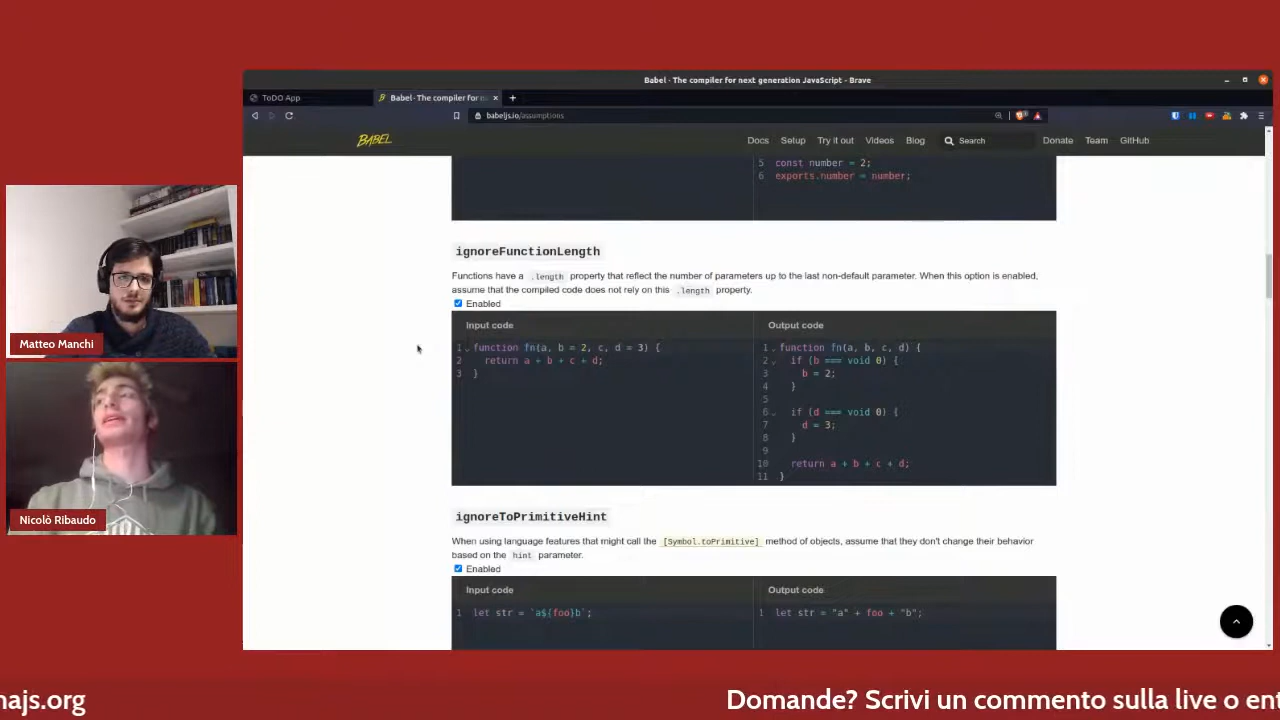 Babel · The compiler for next generation JavaScript - Brave
ToDO App
Babel · The compiler for n
babeljs.io/assumptions
BABEL
Docs Setup Try it out Videos Blog Search Donate Team GitHub
5 const number = 2;
6 exports.number = number;
ignoreFunctionLength
Functions have a .length property that reflect the number of parameters up to the last non-default parameter. When this option is enabled,
assume that the compiled code does not rely on this .length property.
Enabled
Input code
1 function fn(a, b = 2, c, d = 3) {
2 return a + b + c + d;
3 }
Output code
1 function fn(a, b, c, d) {
2 if (b === void 0) {
3 b = 2;
4 }
5
6 if (d === void 0) {
7 d = 3;
8 }
9
10 return a + b + c + d;
11 }
ignoreToPrimitiveHint
When using language features that might call the [Symbol.toPrimitive] method of objects, assume that they don't change their behavior
based on the hint parameter.
Enabled
Input code
1 let str = `a${foo}b`;
Output code
1 let str = "a" + foo + "b";
Matteo Manchi
Nicolò Ribaudo
najs.org
Domande? Scrivi un commento sulla live o ent